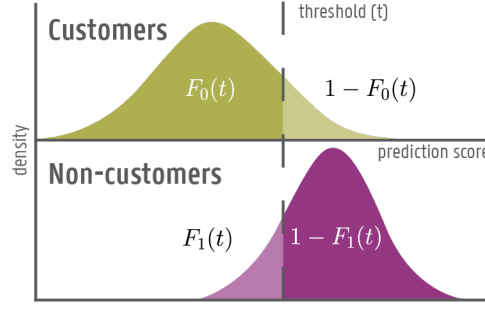 threshold (t)
Customers
F₀(t)
1 − F₀(t)
density
prediction score
Non-customers
F₁(t)
1 − F₁(t)